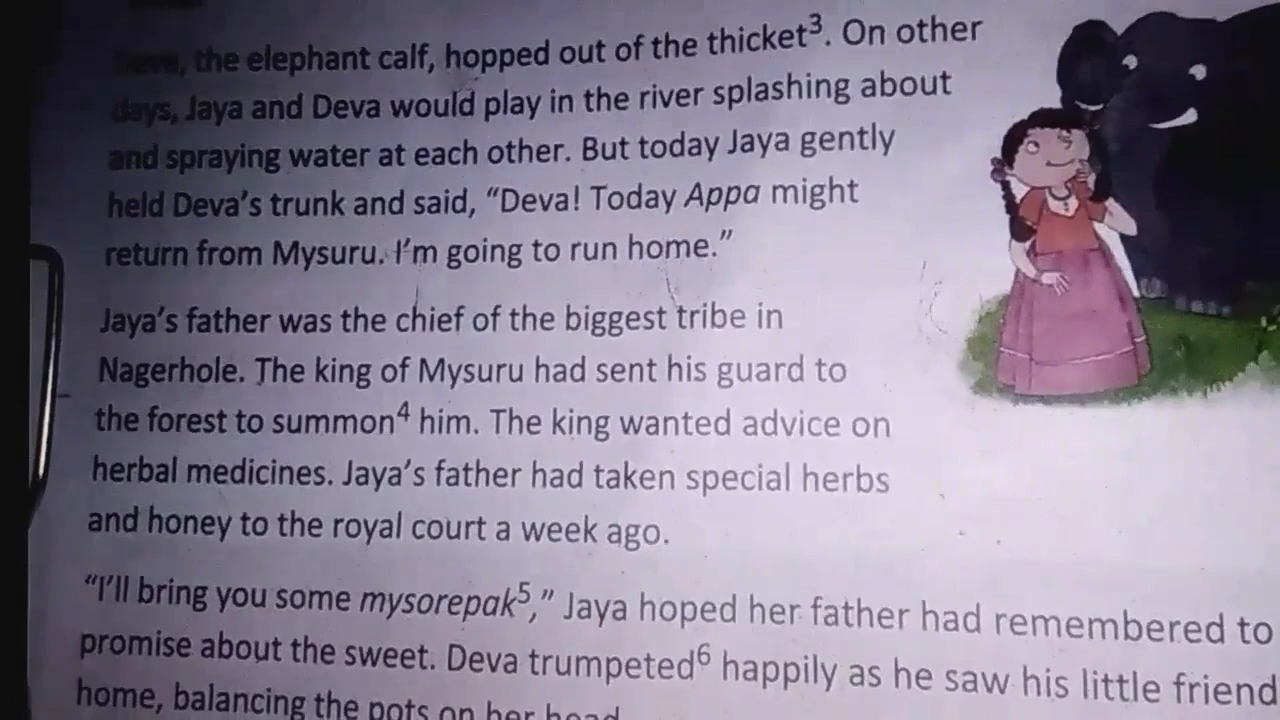 Deva, the elephant calf, hopped out of the thicket³. On other
days, Jaya and Deva would play in the river splashing about
and spraying water at each other. But today Jaya gently
held Deva's trunk and said, "Deva! Today Appa might
return from Mysuru. I'm going to run home."
Jaya's father was the chief of the biggest tribe in
Nagerhole. The king of Mysuru had sent his guard to
the forest to summon⁴ him. The king wanted advice on
herbal medicines. Jaya's father had taken special herbs
and honey to the royal court a week ago.
"I'll bring you some mysorepak⁵," Jaya hoped her father had remembered to
promise about the sweet. Deva trumpeted⁶ happily as he saw his little friend
home, balancing the pots on her head